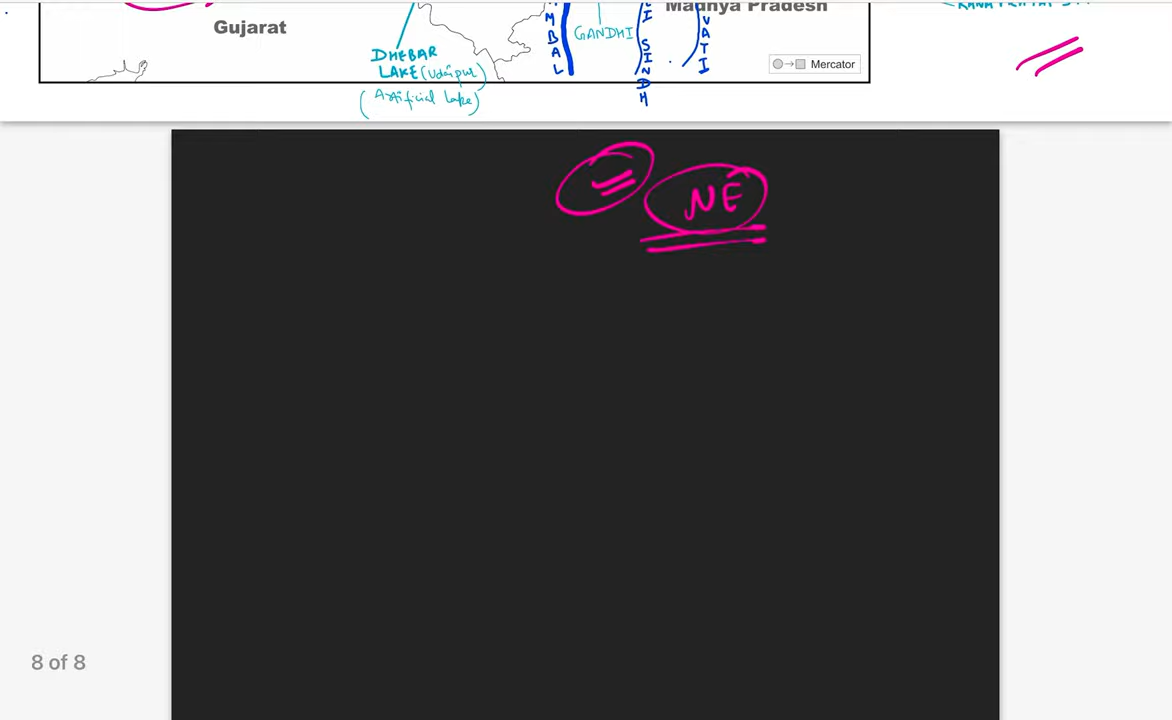 Madhya Pradesh
Gujarat
MBAL
GANDHI
I SINDH
VATI
DHEBAR
LAKE (Udaipur)
(Artificial lake)
Mercator
NE
8 of 8